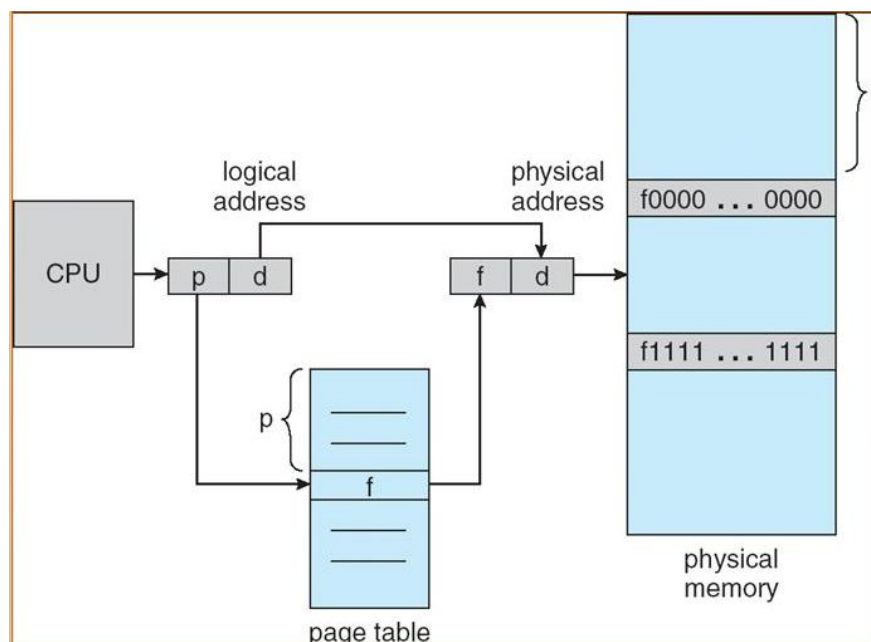 logical
address
physical
address
f0000 ... 0000
CPU
p
d
f
d
f1111 ... 1111
p
f
physical
memory
page table